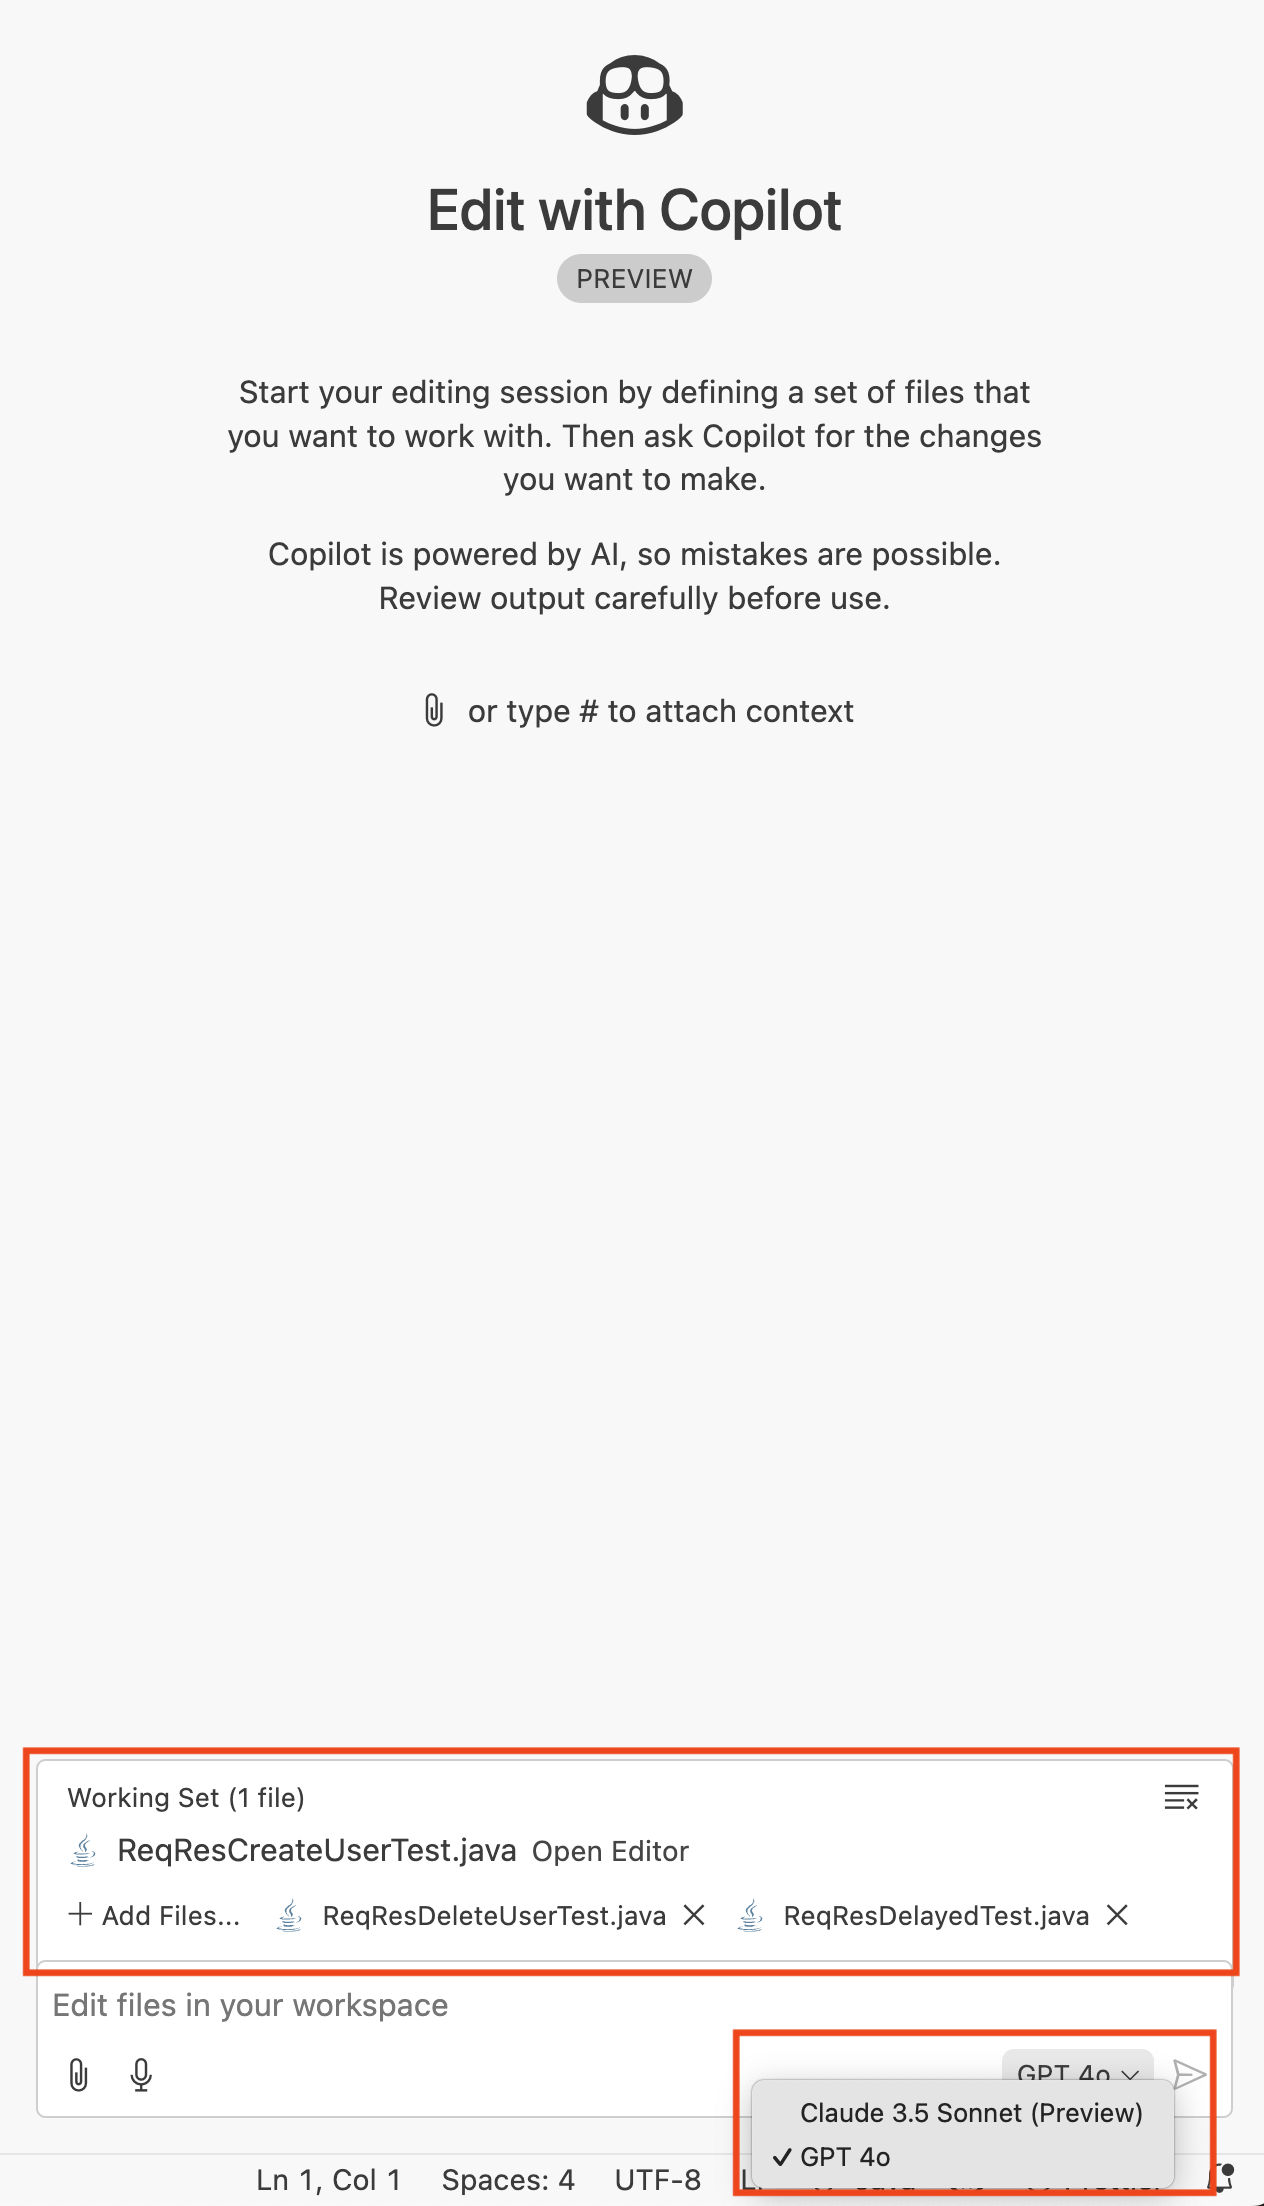 Edit with Copilot
PREVIEW
Start your editing session by defining a set of files that
you want to work with. Then ask Copilot for the changes
you want to make.
Copilot is powered by AI, so mistakes are possible.
Review output carefully before use.
or type # to attach context
Working Set (1 file)
ReqResCreateUserTest.java Open Editor
Add Files... ReqResDeleteUserTest.java ReqResDelayedTest.java
Edit files in your workspace
GPT 4o
Claude 3.5 Sonnet (Preview)
GPT 4o
Ln 1, Col 1 Spaces: 4 UTF-8